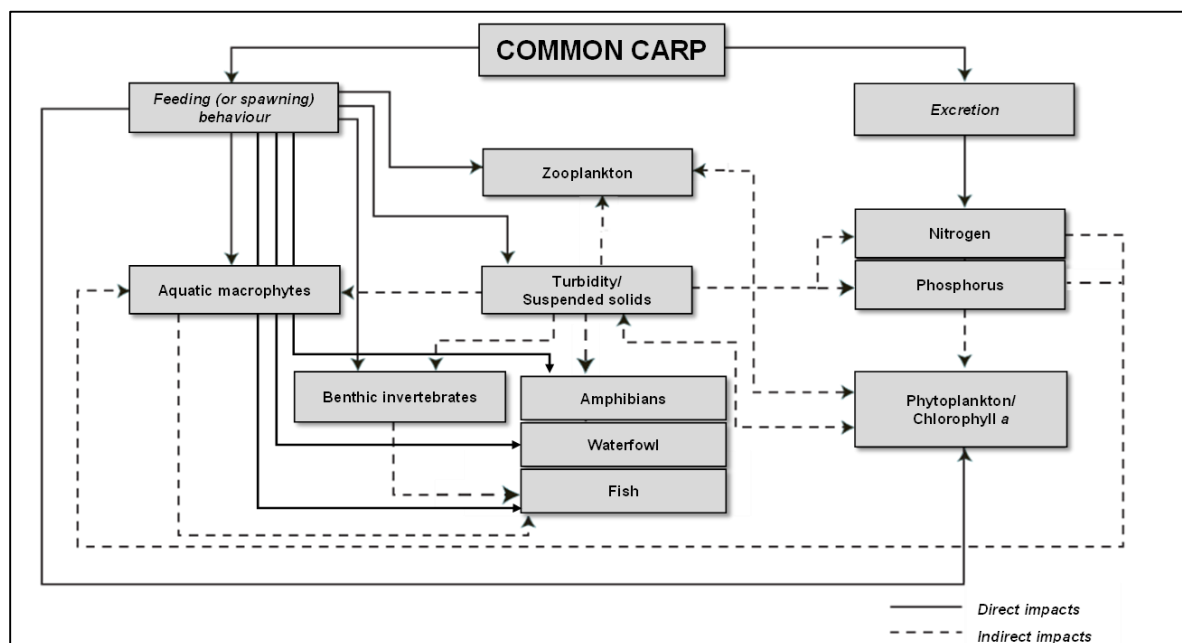 COMMON CARP
Feeding (or spawning)
behaviour
Excretion
Zooplankton
Nitrogen
Aquatic macrophytes
Turbidity/
Suspended solids
Phosphorus
Benthic invertebrates
Amphibians
Phytoplankton/
Chlorophyll a
Waterfowl
Fish
Direct impacts
Indirect impacts